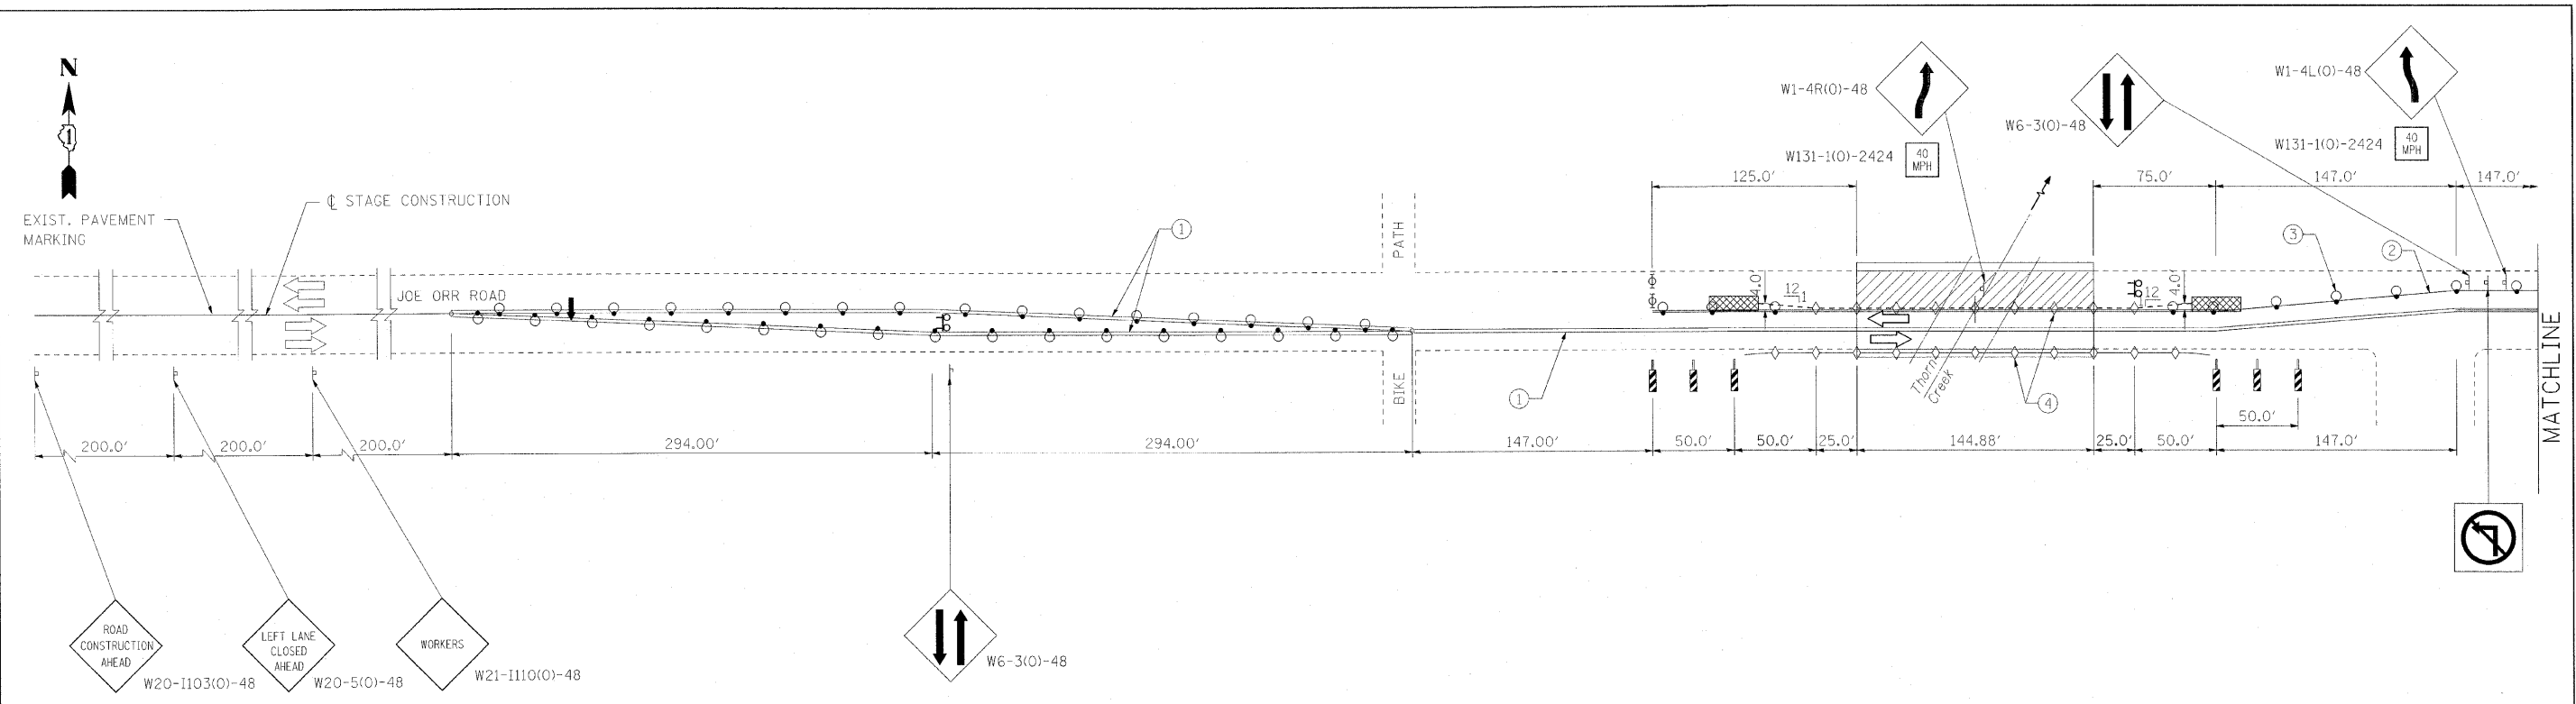 N
1
EXIST. PAVEMENT
MARKING
℄ STAGE CONSTRUCTION
JOE ORR ROAD
1
PATH
BIKE
1
W1-4R(O)-48
W131-1(O)-2424
40
MPH
W6-3(O)-48
W1-4L(O)-48
W131-1(O)-2424
40
MPH
125.0'
75.0'
147.0'
147.0'
4.0
12
1
12
4.0
3
2
Thorn
Creek
4
MATCHLINE
200.0'
200.0'
200.0'
294.00'
294.00'
147.00'
50.0'
50.0'
25.0'
144.88'
25.0'
50.0'
50.0'
147.0'
ROAD
CONSTRUCTION
AHEAD
W20-I103(O)-48
LEFT LANE
CLOSED
AHEAD
W20-5(O)-48
WORKERS
W21-I110(O)-48
W6-3(O)-48